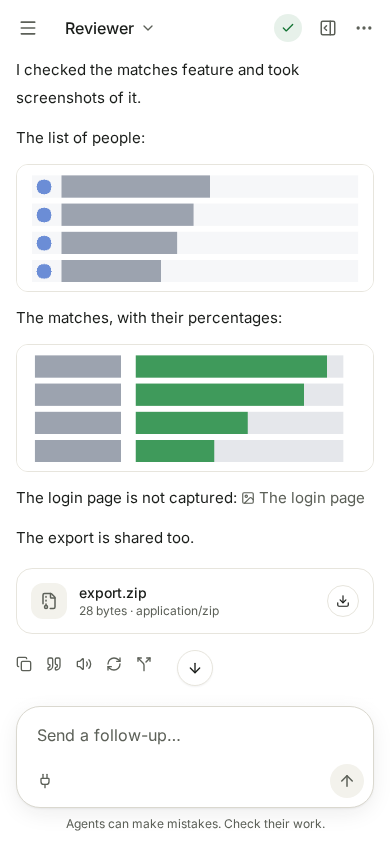 Reviewer
I checked the matches feature and took
screenshots of it.
The list of people:
The matches, with their percentages:
The login page is not captured: The login page
The export is shared too.
export.zip
28 bytes · application/zip
Send a follow-up...
Agents can make mistakes. Check their work.